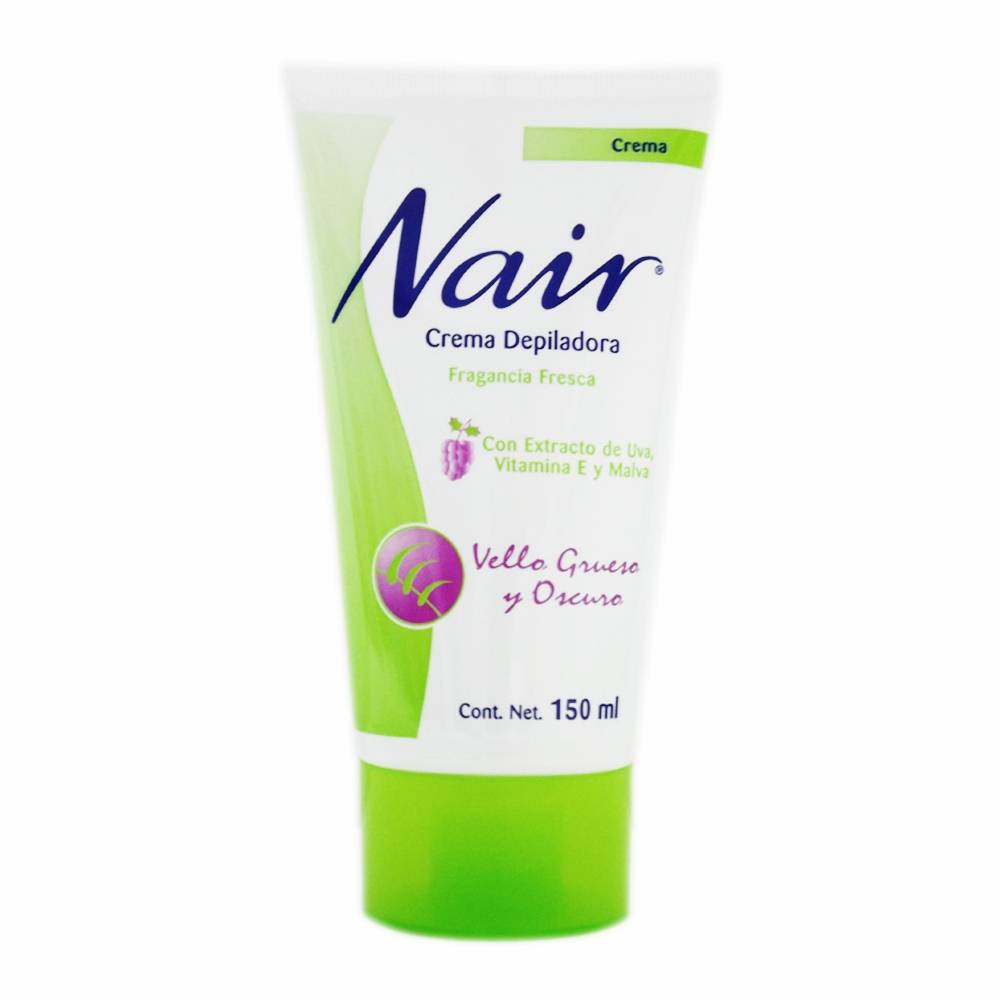 Crema
Nair®
Crema Depiladora
Fragancia Fresca
Con Extracto de Uva,
Vitamina E y Malva
Vello Grueso
y Oscuro
Cont. Net. 150 ml